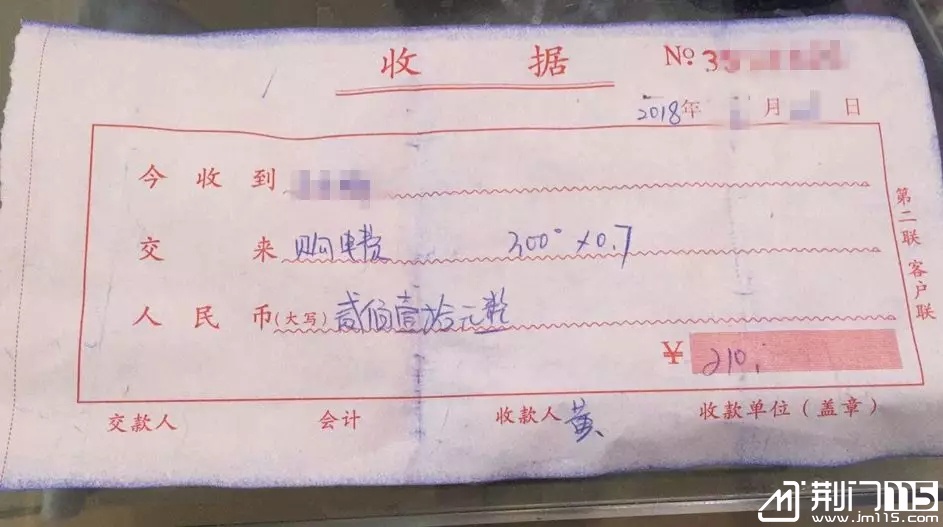 收据 №3
2018年 月 日
今收到
交来 购电费 300°×0.7
人民币(大写) 贰佰壹拾元整
¥ 210.
交款人 会计 收款人 黄 收款单位(盖章)
第二联 客户联
荆门115
www.jm115.com